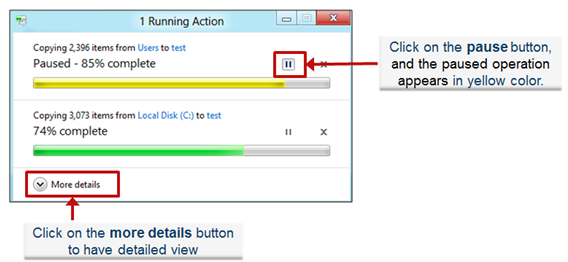 1 Running Action
Copying 2,396 items from Users to test
Paused - 85% complete
Copying 3,073 items from Local Disk (C:) to test
74% complete
More details
Click on the pause button,
and the paused operation
appears in yellow color.
Click on the more details button
to have detailed view